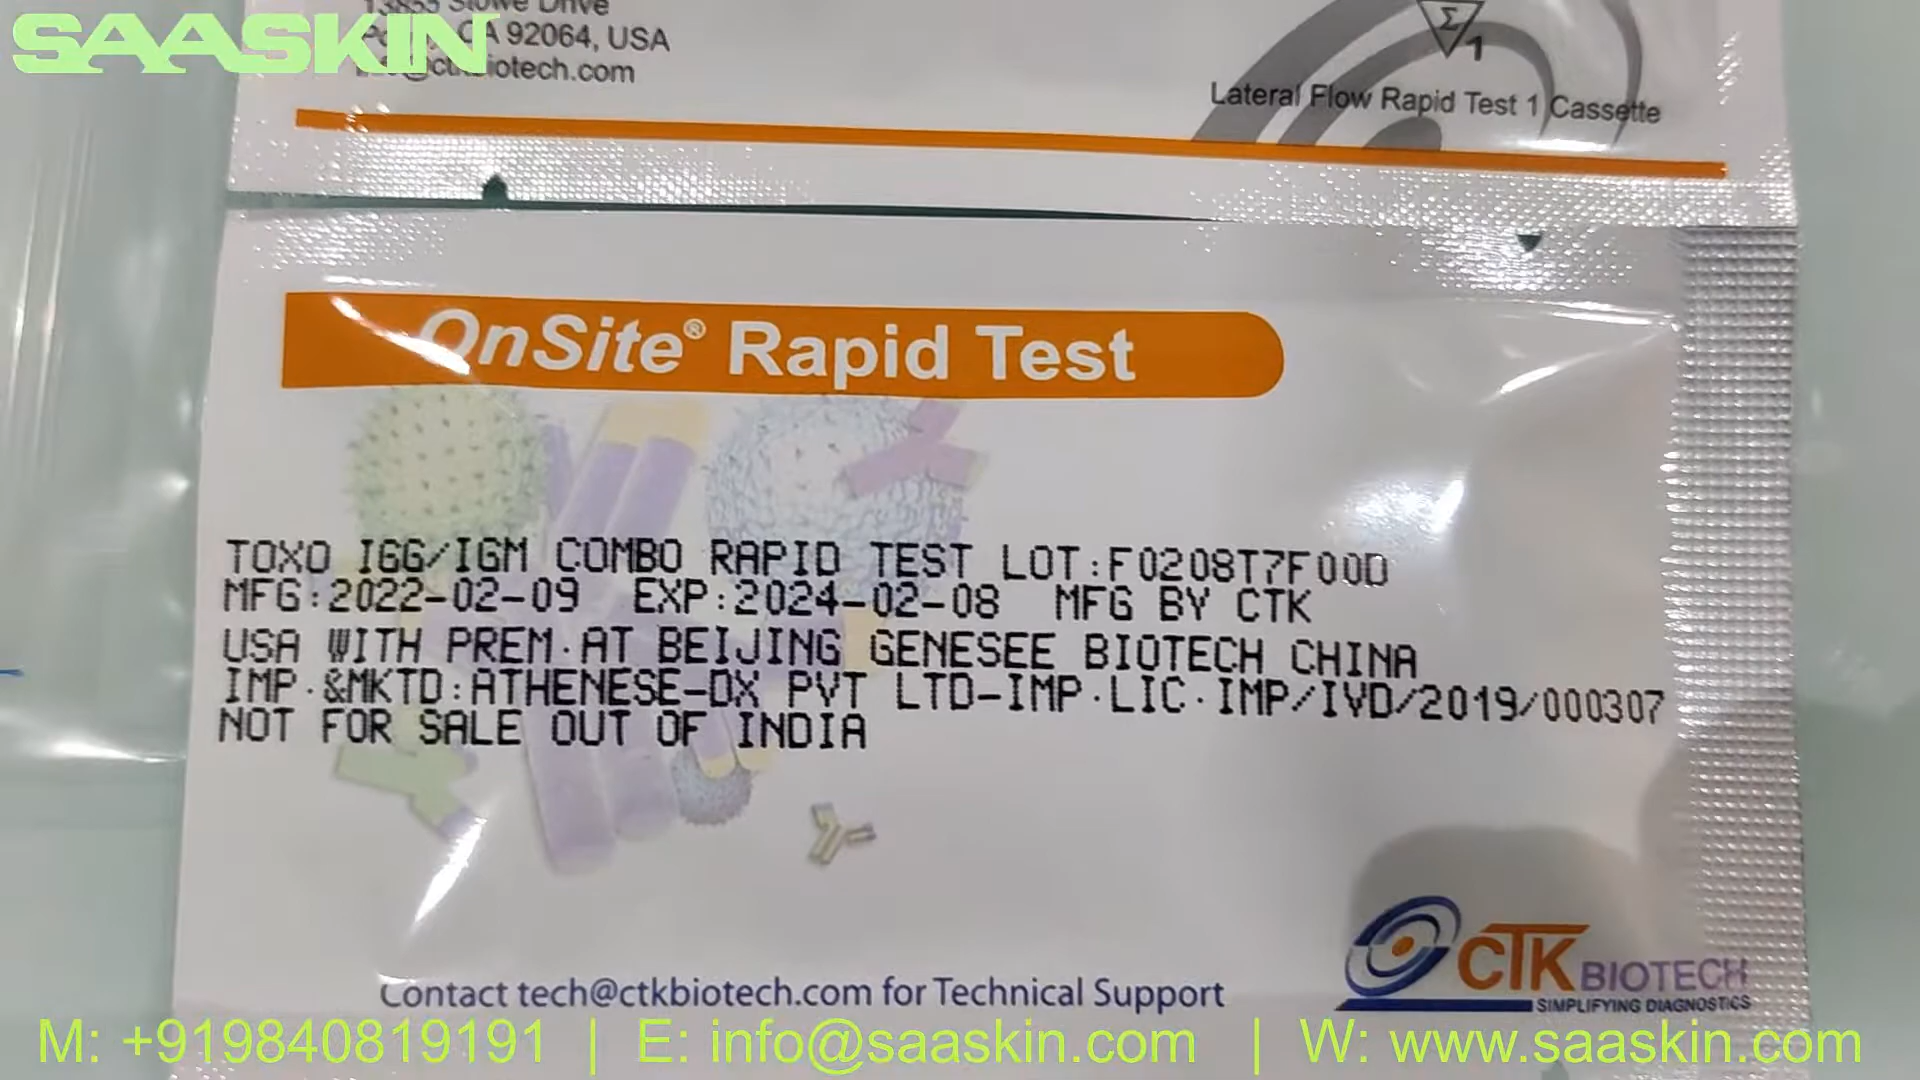 SAASKIN
13855 Stowe Drive
CA 92064, USA
Σ
1
Lateral Flow Rapid Test 1 Cassette
OnSite® Rapid Test
TOXO IGG/IGM COMBO RAPID TEST LOT:F0208T7F00D
MFG:2022-02-09 EXP:2024-02-08 MFG BY CTK
USA WITH PREM.AT BEIJING GENESEE BIOTECH CHINA
IMP.&MKTD:ATHENESE-DX PVT LTD-IMP.LIC.IMP/IVD/2019/000307
NOT FOR SALE OUT OF INDIA
CTK BIOTECH
SIMPLIFYING DIAGNOSTICS
Contact tech@ctkbiotech.com for Technical Support
M: +919840819191 | E: info@saaskin.com | W: www.saaskin.com